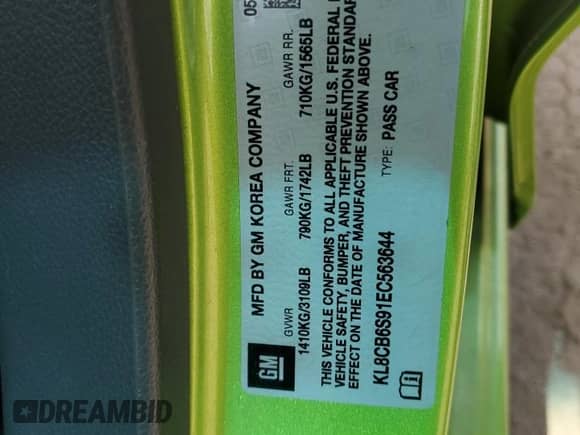 05
MFD BY GM KOREA COMPANY
GVWR GAWR FRT. GAWR RR.
1410KG/3109LB 790KG/1742LB 710KG/1565LB
THIS VEHICLE CONFORMS TO ALL APPLICABLE U.S. FEDERAL
VEHICLE SAFETY, BUMPER, AND THEFT PREVENTION STANDAR
EFFECT ON THE DATE OF MANUFACTURE SHOWN ABOVE.
KL8CB6S91EC563644 TYPE: PASS CAR
GM
DREAMBID